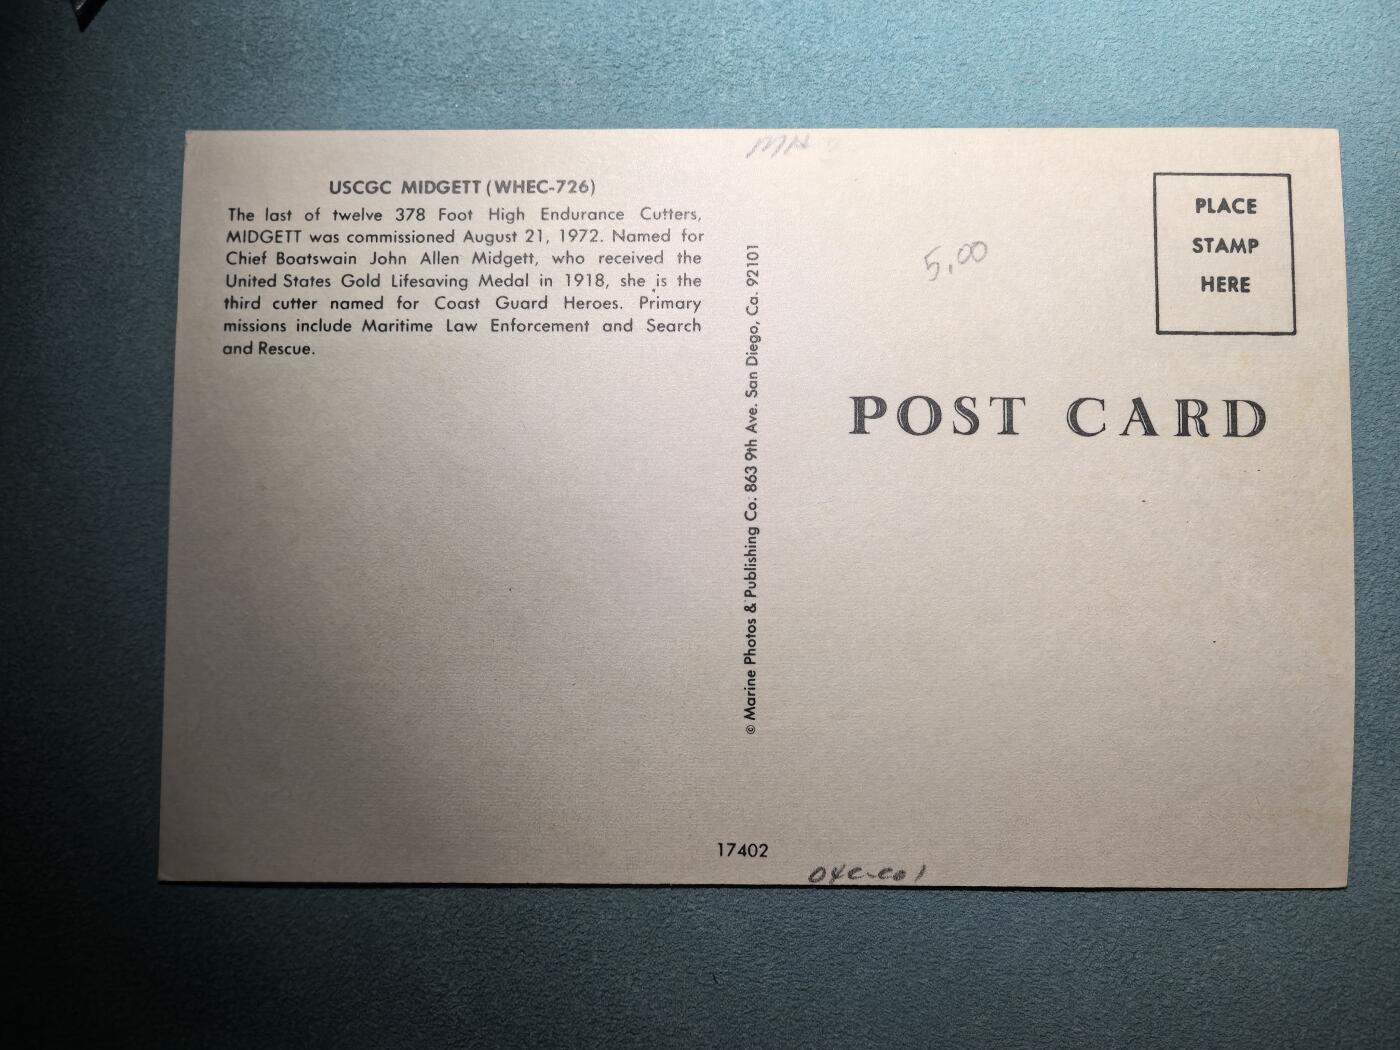 USCGC MIDGETT (WHEC-726)
The last of twelve 378 Foot High Endurance Cutters,
MIDGETT was commissioned August 21, 1972. Named for
Chief Boatswain John Allen Midgett, who received the
United States Gold Lifesaving Medal in 1918, she is the
third cutter named for Coast Guard Heroes. Primary
missions include Maritime Law Enforcement and Search
and Rescue.
© Marine Photos & Publishing Co. 863 9th Ave. San Diego, Ca. 92101
17402
5.00
PLACE
STAMP
HERE
POST CARD